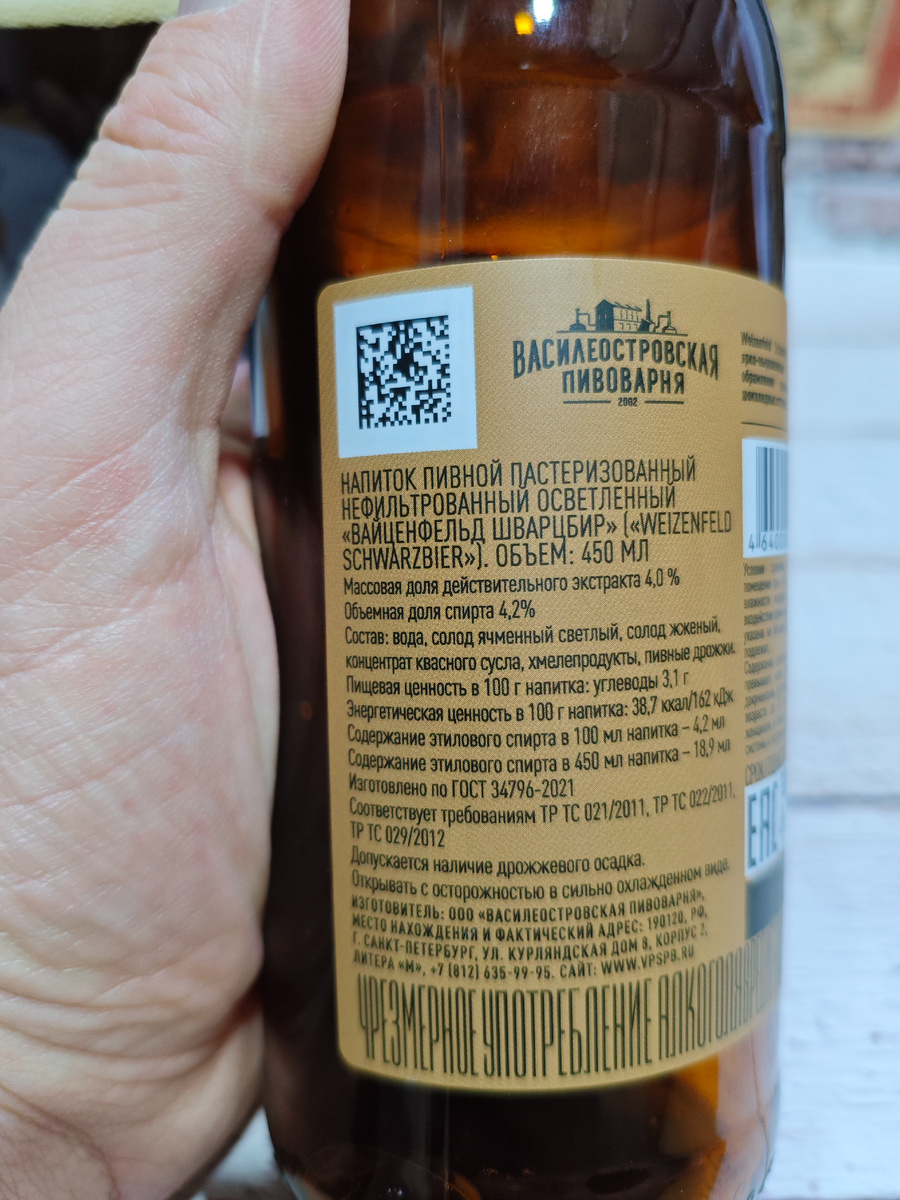 ВАСИЛЕОСТРОВСКАЯ
ПИВОВАРНЯ
2002
НАПИТОК ПИВНОЙ ПАСТЕРИЗОВАННЫЙ
НЕФИЛЬТРОВАННЫЙ ОСВЕТЛЕННЫЙ
«ВАЙЦЕНФЕЛЬД ШВАРЦБИР» («WEIZENFELD
SCHWARZBIER»). ОБЪЕМ: 450 МЛ
Массовая доля действительного экстракта 4,0 %
Объемная доля спирта 4,2%
Состав: вода, солод ячменный светлый, солод жженый,
концентрат квасного сусла, хмелепродукты, пивные дрожжи.
Пищевая ценность в 100 г напитка: углеводы 3,1 г
Энергетическая ценность в 100 г напитка: 38,7 ккал/162 кДж
Содержание этилового спирта в 100 мл напитка – 4,2 мл
Содержание этилового спирта в 450 мл напитка – 18,9 мл
Изготовлено по ГОСТ 34796-2021
Соответствует требованиям ТР ТС 021/2011, ТР ТС 022/2011,
ТР ТС 029/2012
Допускается наличие дрожжевого осадка.
Открывать с осторожностью в сильно охлажденном виде.
ИЗГОТОВИТЕЛЬ: ООО «ВАСИЛЕОСТРОВСКАЯ ПИВОВАРНЯ»,
МЕСТО НАХОЖДЕНИЯ И ФАКТИЧЕСКИЙ АДРЕС: 190120, РФ,
Г. САНКТ-ПЕТЕРБУРГ, УЛ. КУРЛЯНДСКАЯ ДОМ 8, КОРПУС 2,
ЛИТЕРА «М», +7 (812) 635-99-95. САЙТ: WWW.VPSPB.RU
ЧРЕЗМЕРНОЕ УПОТРЕБЛЕНИЕ АЛКОГОЛЯ
Weizenfeld
EAC